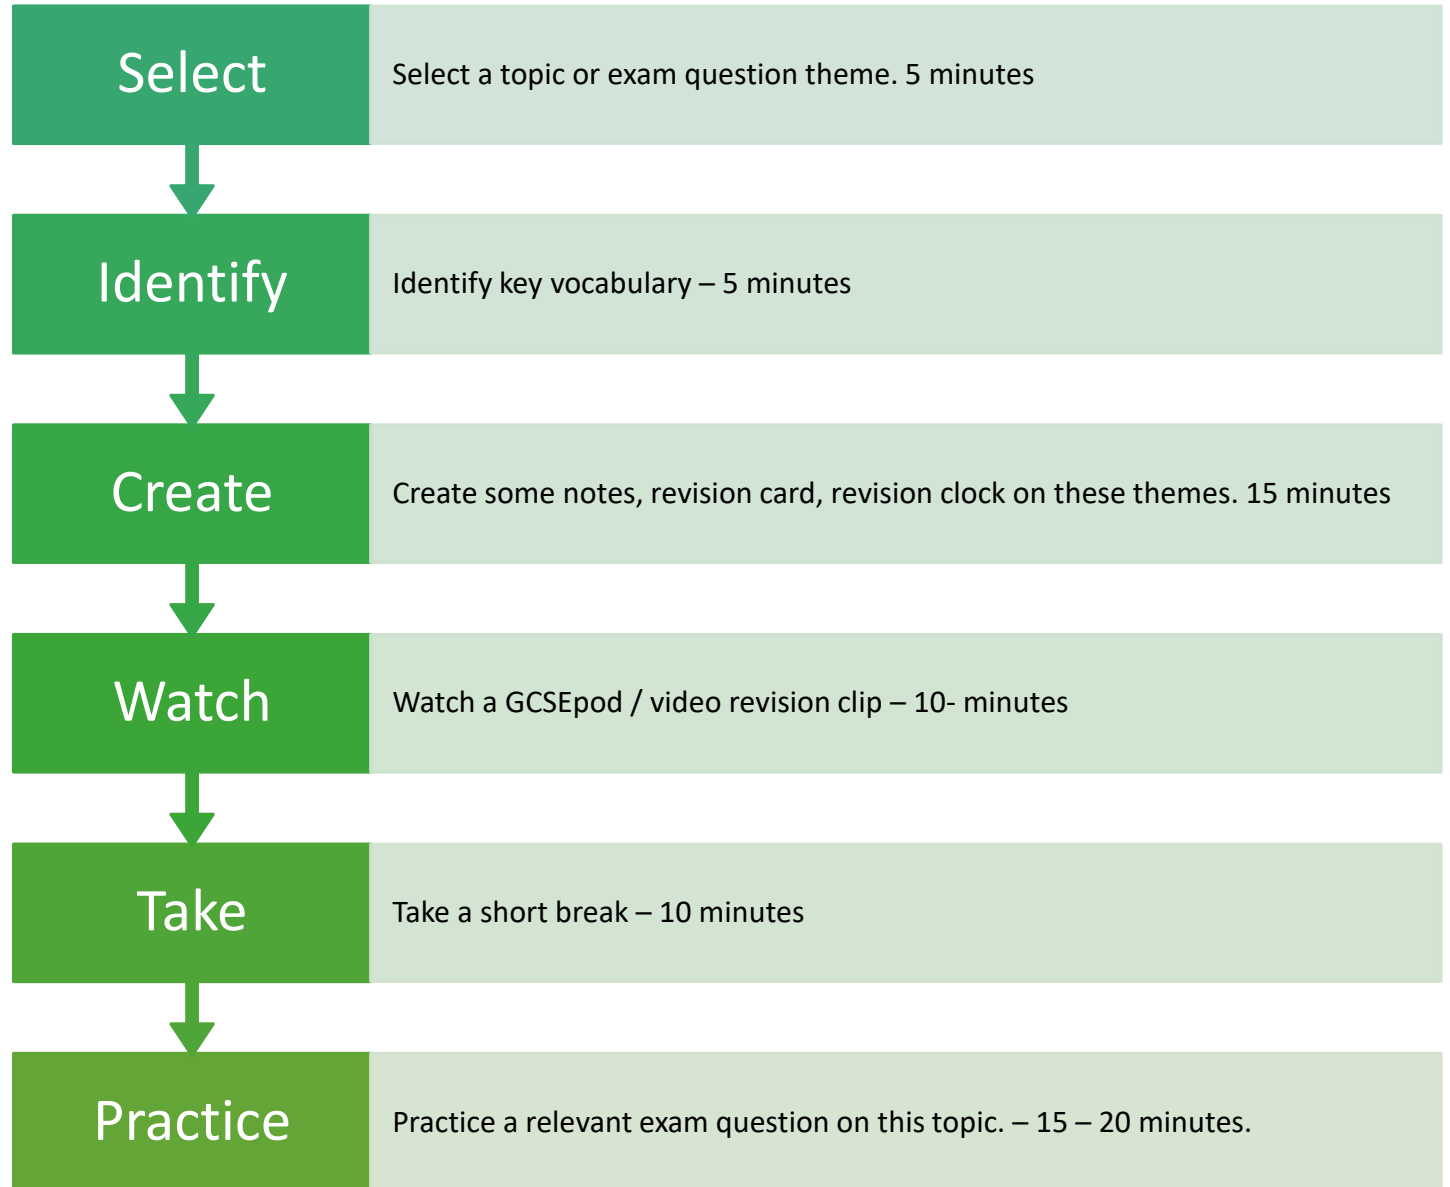 Select
Select a topic or exam question theme. 5 minutes
Identify
Identify key vocabulary – 5 minutes
Create
Create some notes, revision card, revision clock on these themes. 15 minutes
Watch
Watch a GCSEpod / video revision clip – 10- minutes
Take
Take a short break – 10 minutes
Practice
Practice a relevant exam question on this topic. – 15 – 20 minutes.